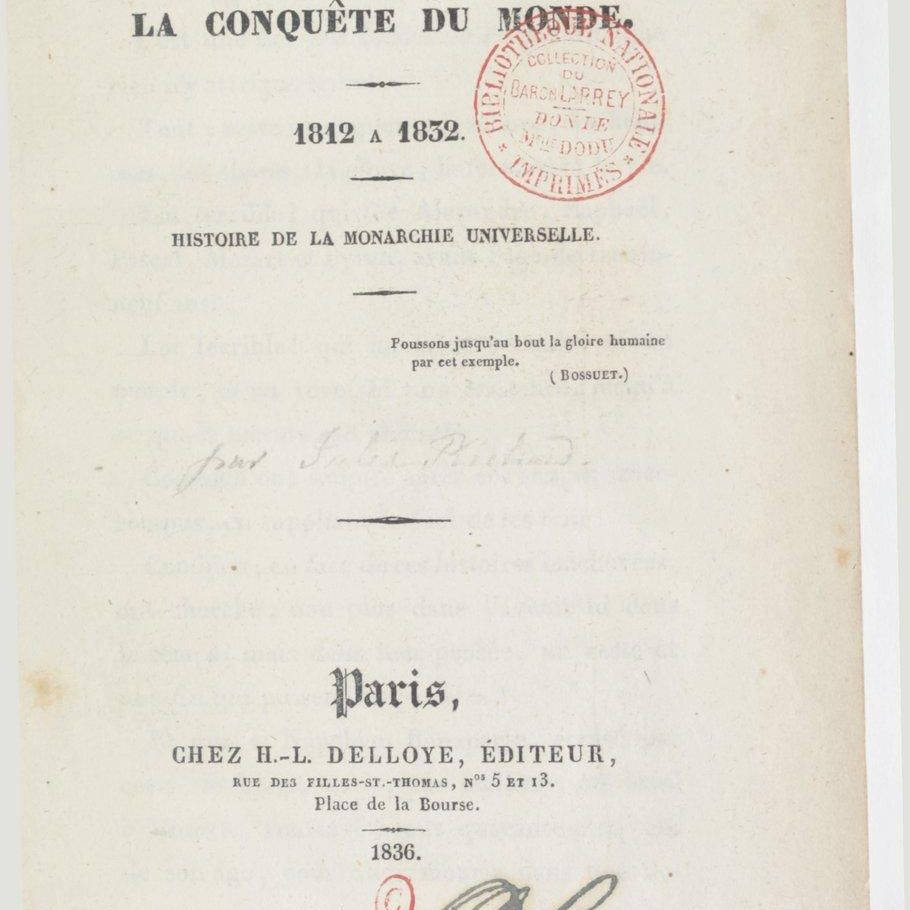 LA CONQUÊTE DU MONDE.
BIBLIOTHEQUE NATIONALE
COLLECTION
DU
BARON LARREY
DON DE
Mme DODU
* IMPRIMÉS *
1812 A 1832.
HISTOIRE DE LA MONARCHIE UNIVERSELLE.
Poussons jusqu'au bout la gloire humaine
par cet exemple.
(BOSSUET.)
par Jules
Paris,
CHEZ H.-L. DELLOYE, ÉDITEUR,
RUE DES FILLES-ST.-THOMAS, Nos 5 ET 13.
Place de la Bourse.
1836.
C